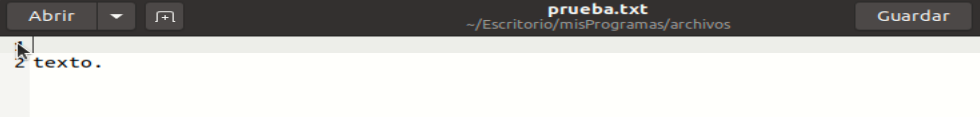 Abrir
prueba.txt
~/Escritorio/misProgramas/archivos
Guardar
2 texto.